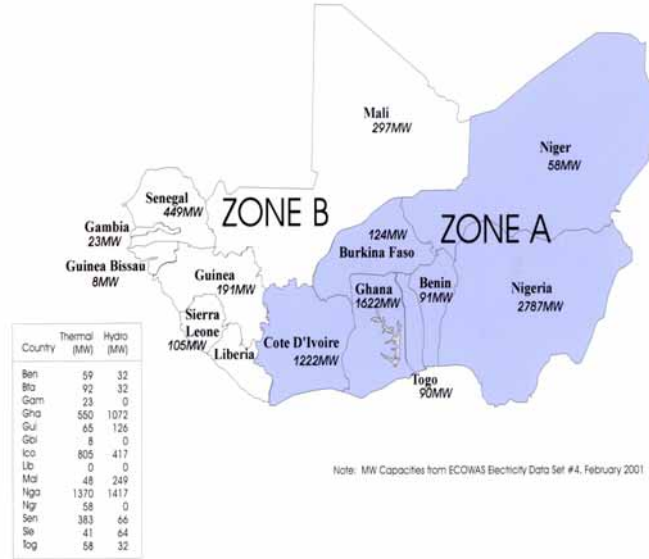 Mali
297MW
Niger
58MW
Senegal
449MW
ZONE B
ZONE A
Gambia
23MW
124MW
Burkina Faso
Guinea Bissau
8MW
Guinea
191MW
Ghana
1622MW
Benin
91MW
Nigeria
2787MW
Sierra
Leone
105MW
Liberia
Cote D'Ivoire
1222MW
Togo
90MW
Country Thermal (MW) Hydro (MW)
Ben 59 32
Bfa 92 32
Gam 23 0
Gha 550 1072
Gui 65 126
Gbi 8 0
Ico 805 417
Lib 0 0
Mal 48 249
Nga 1370 1417
Ngr 58 0
Sen 383 66
Sie 41 64
Tog 58 32
Note: MW Capacities from ECOWAS Electricity Data Set #4, February 2001